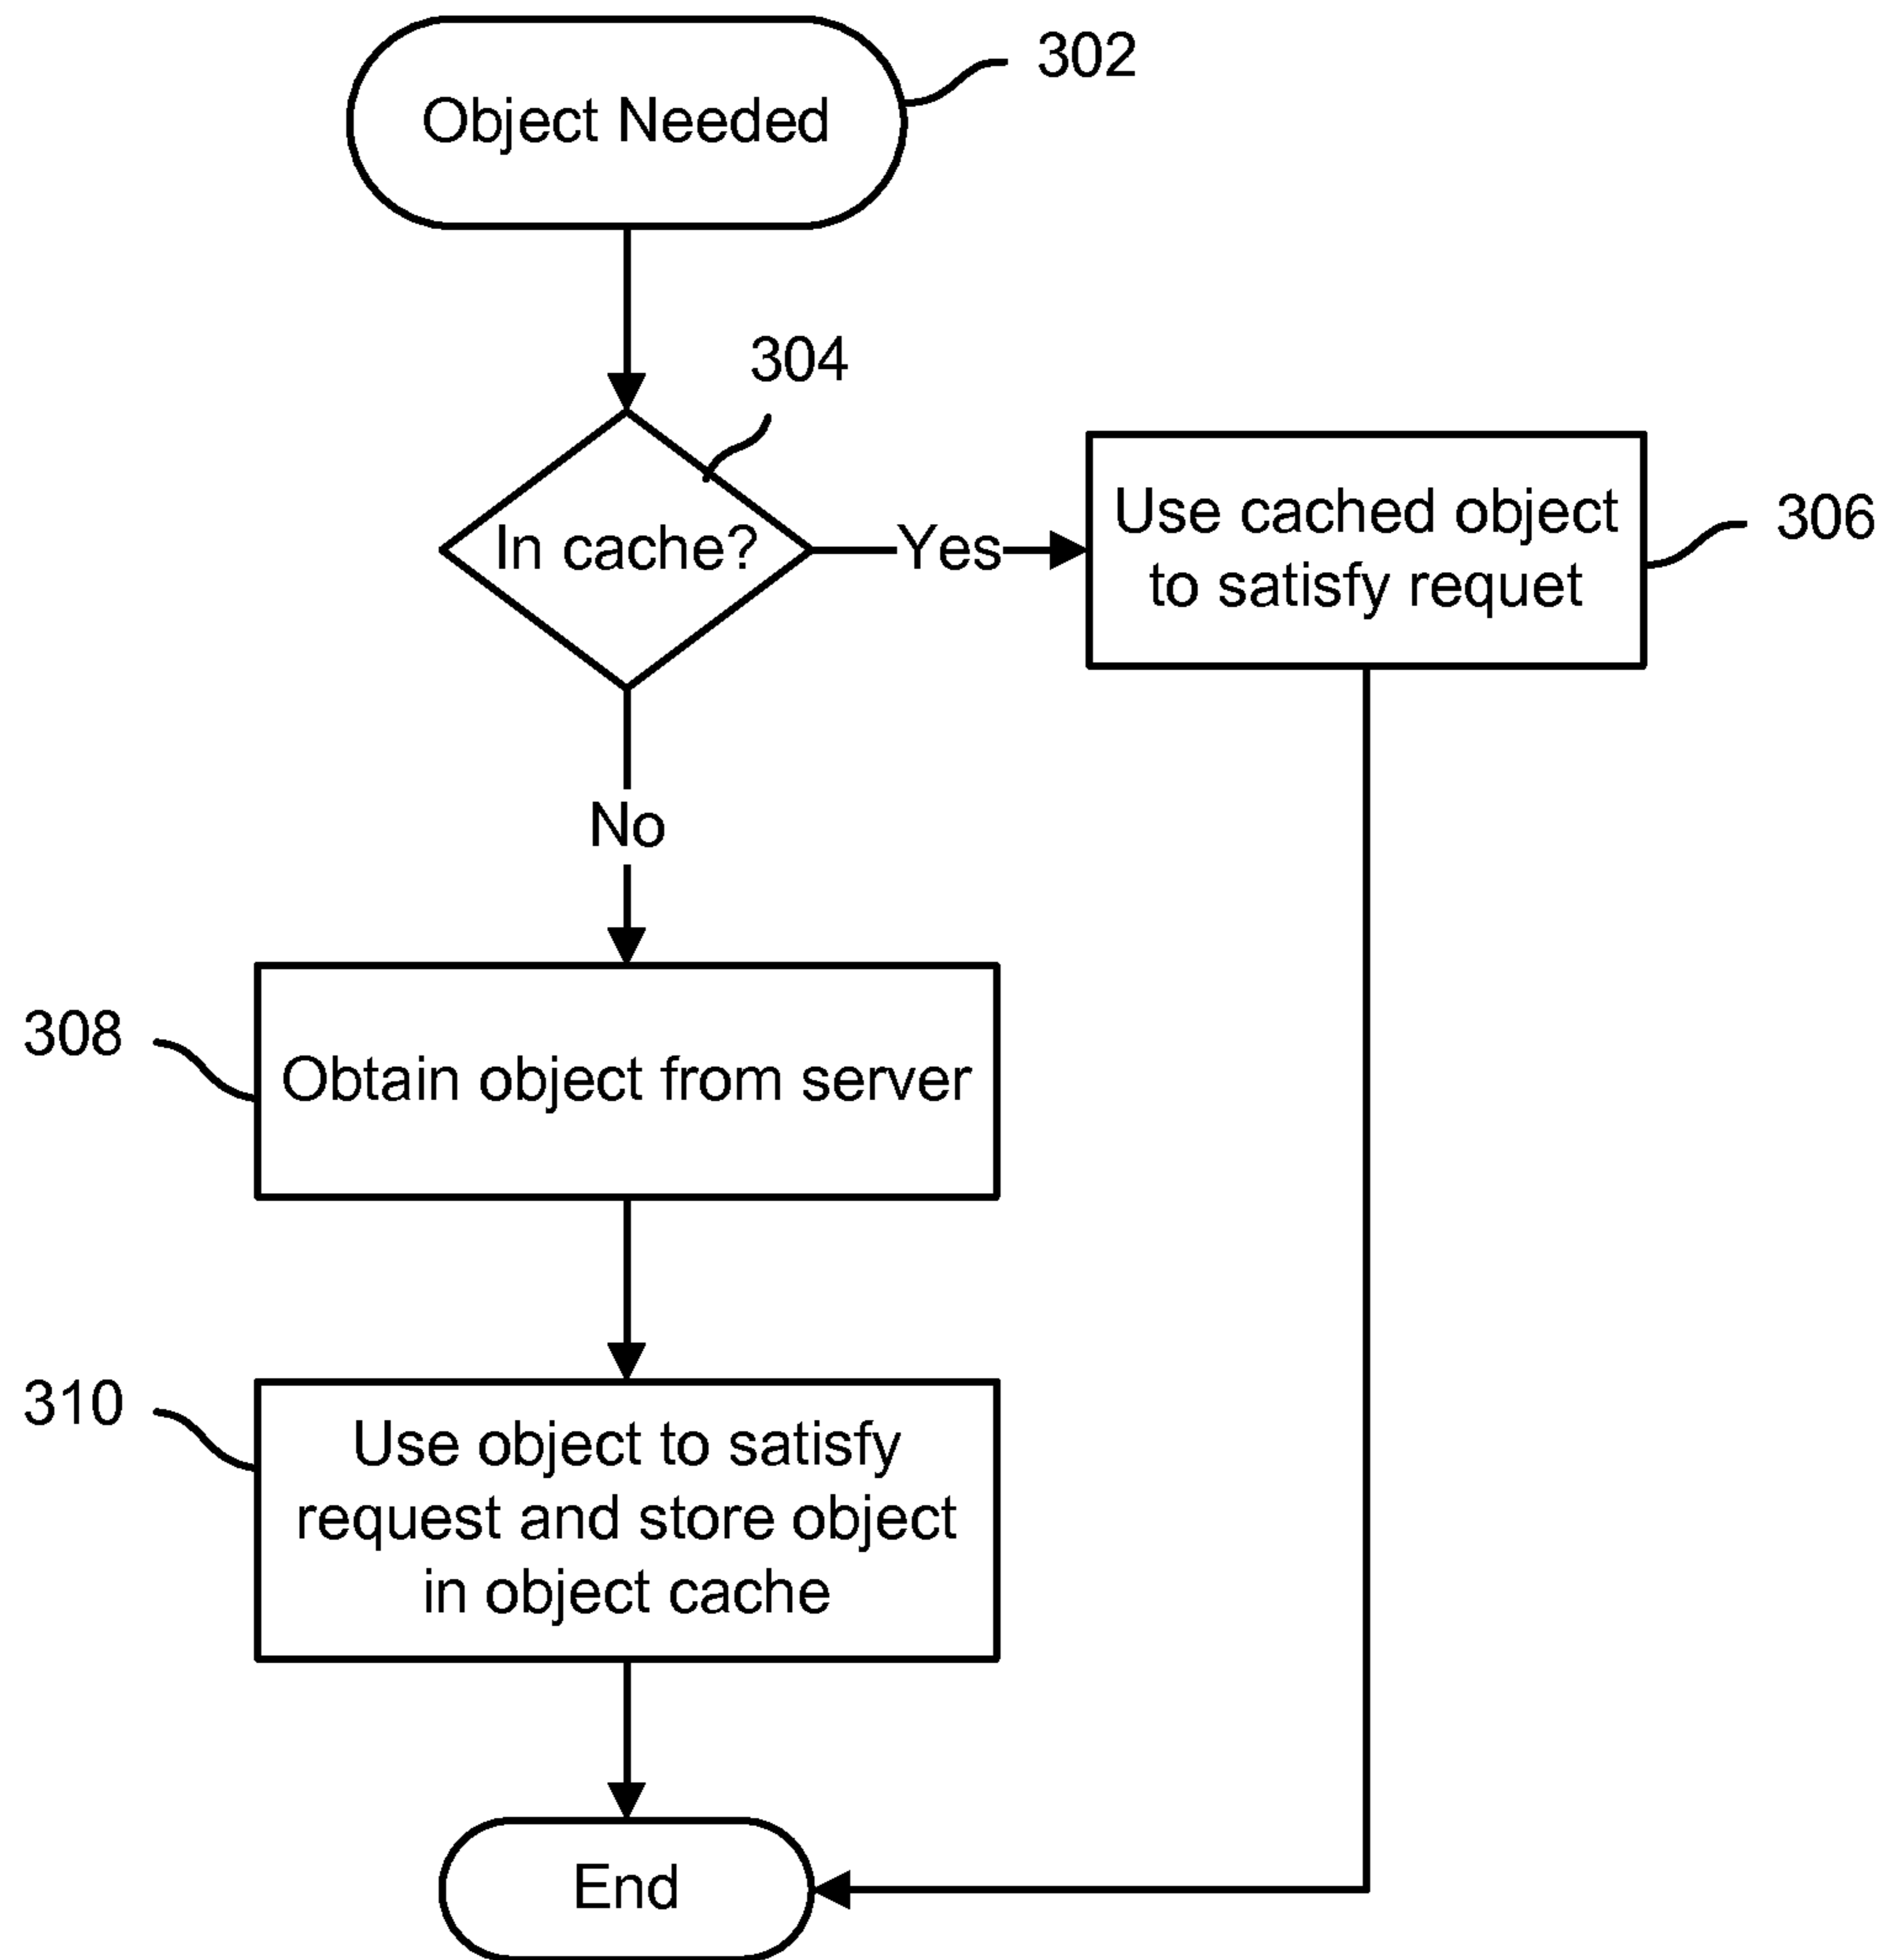 302
Object Needed
304
In cache?
Yes
Use cached object
to satisfy requet
306
No
308
Obtain object from server
310
Use object to satisfy
request and store object
in object cache
End